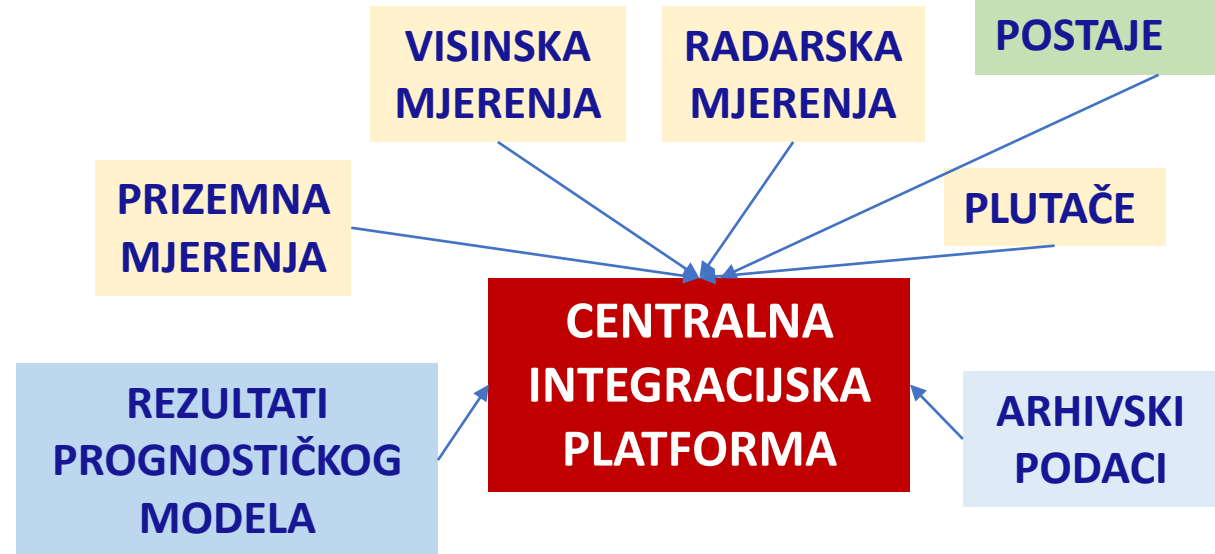 VISINSKA
MJERENJA
RADARSKA
MJERENJA
POSTAJE
PRIZEMNA
MJERENJA
PLUTAČE
CENTRALNA
INTEGRACIJSKA
PLATFORMA
REZULTATI
PROGNOSTIČKOG
MODELA
ARHIVSKI
PODACI